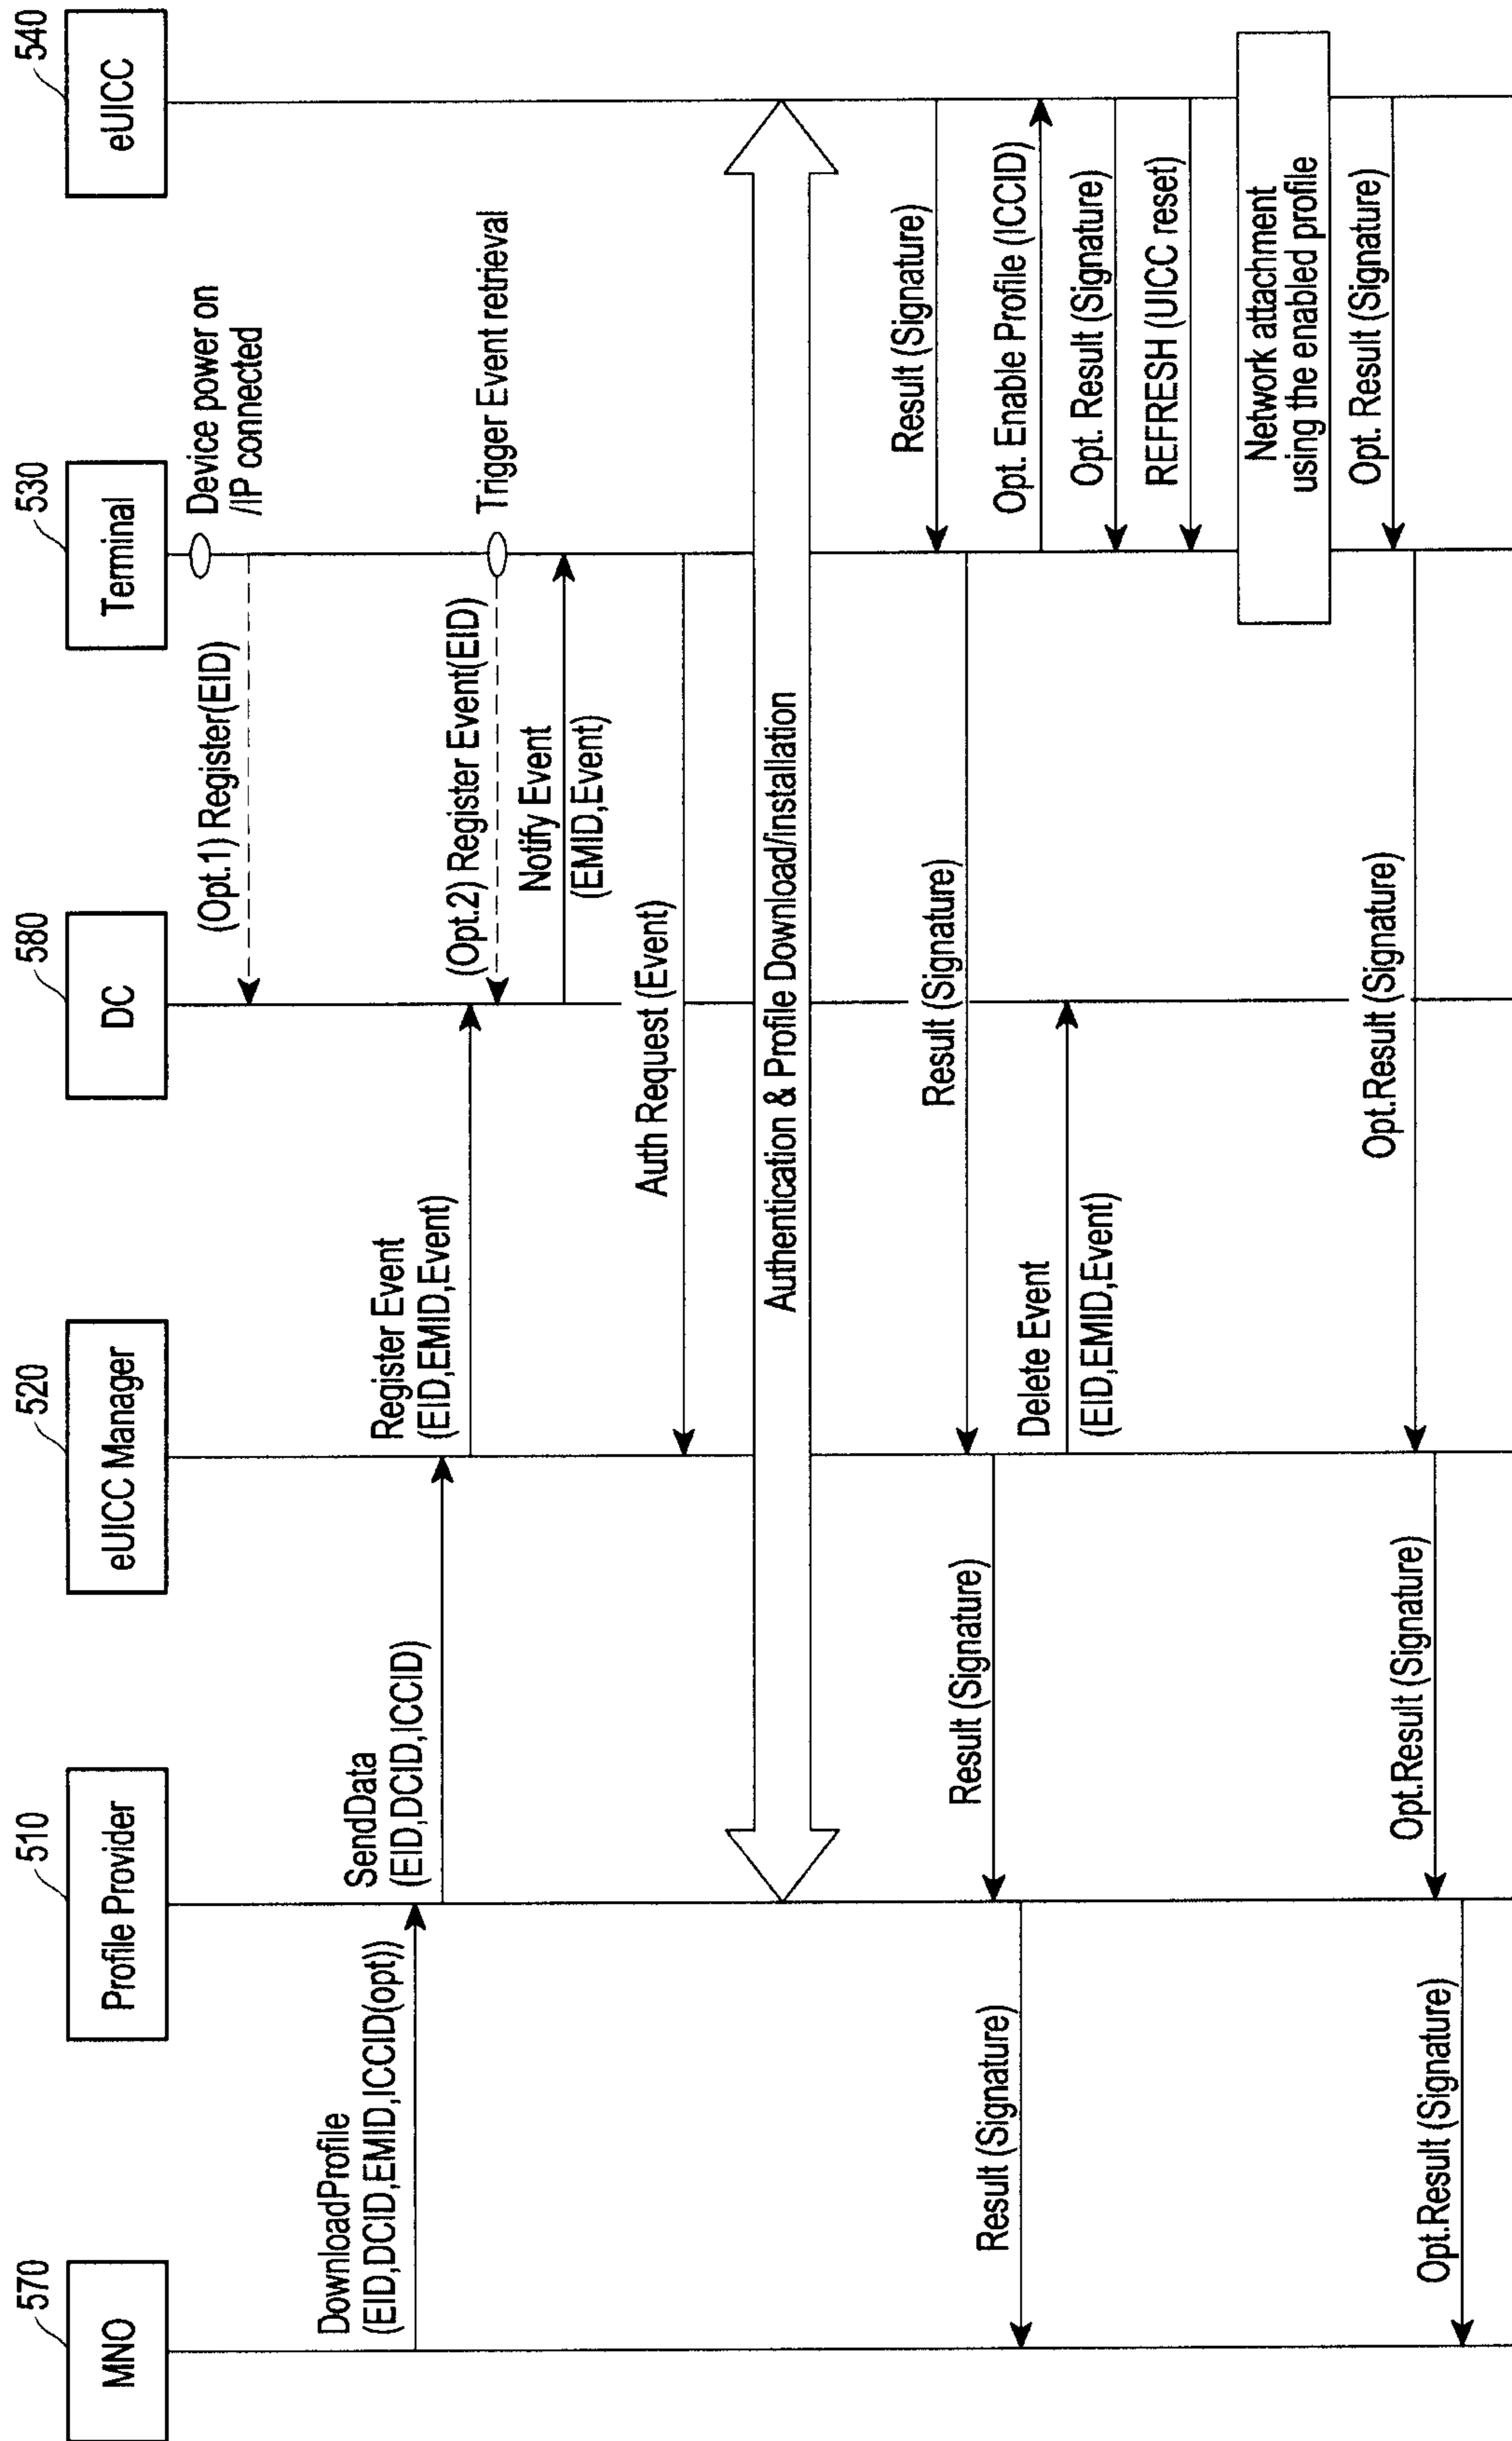 570
MNO
510
Profile Provider
520
eUICC Manager
580
DC
530
Terminal
540
eUICC
Device power on
/IP connected
(Opt.1) Register(EID)
DownloadProfile
(EID,DCID,EMID,ICCID(opt))
SendData
(EID,DCID,ICCID)
Register Event
(EID,EMID,Event)
(Opt.2) Register Event(EID)
Trigger Event retrieval
Notify Event
(EMID,Event)
Auth Request (Event)
Authentication & Profile Download/installation
Result (Signature)
Result (Signature)
Result (Signature)
Result (Signature)
Opt. Enable Profile (ICCID)
Delete Event
(EID,EMID,Event)
Opt. Result (Signature)
REFRESH (UICC reset)
Network attachment
using the enabled profile
Opt. Result (Signature)
Opt.Result (Signature)
Opt.Result (Signature)
Opt.Result (Signature)